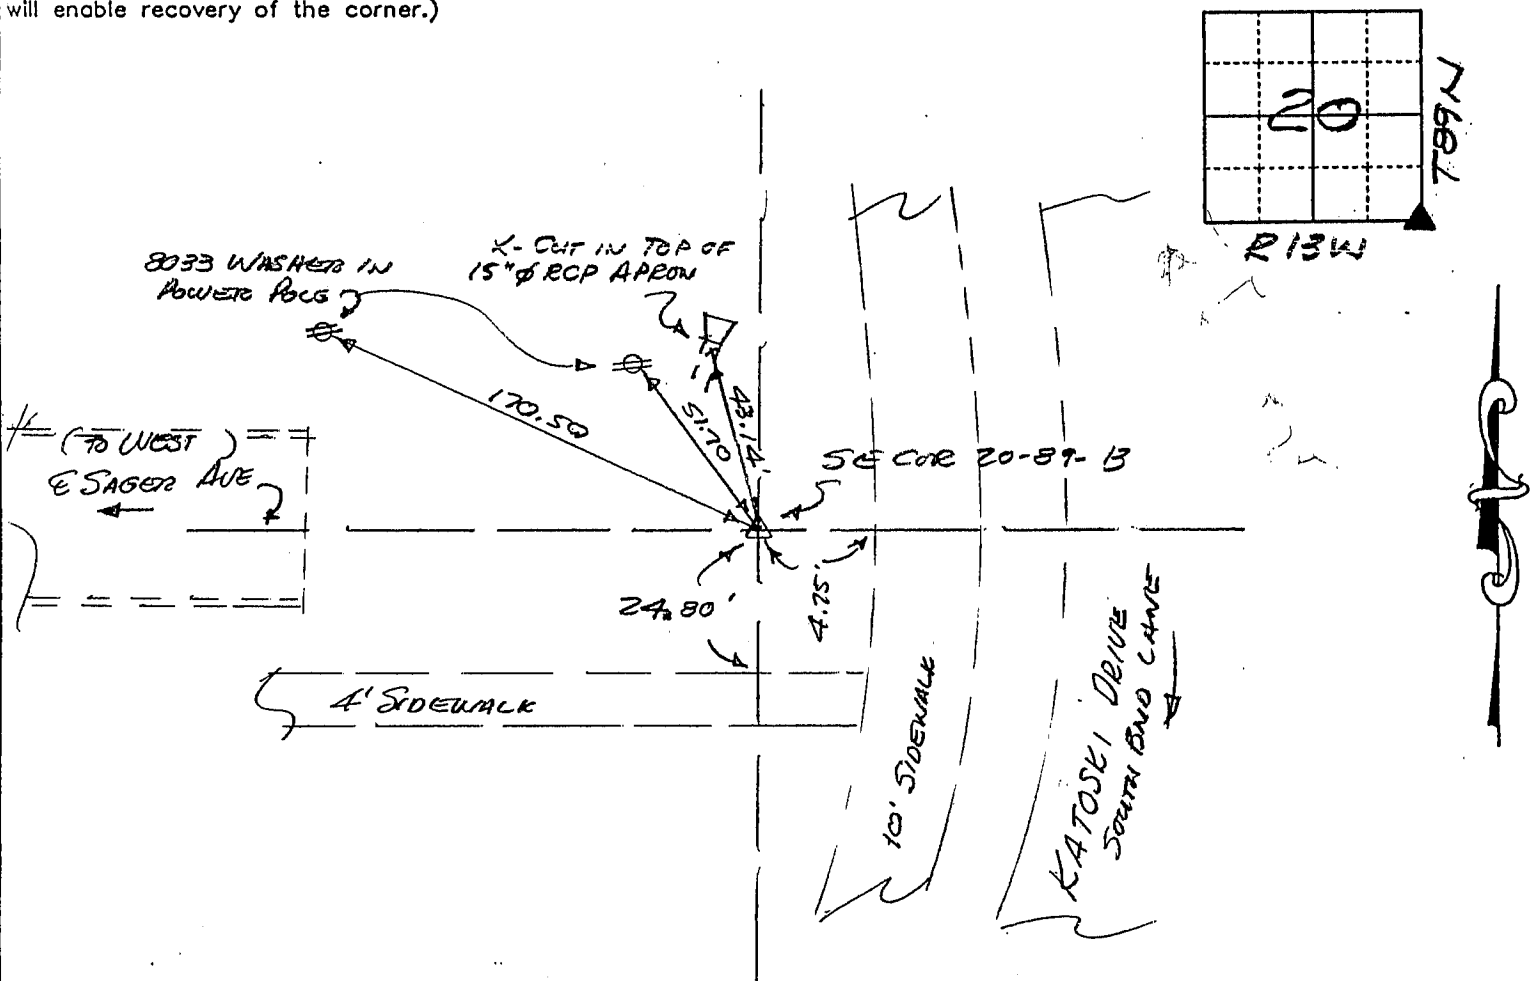 will enable recovery of the corner.)
20
T89N
R13W
8033 WASHER IN
POWER POLE
X-CUT IN TOP OF
15"φ RCP APRON
170.50
51.70
43.14'
(TO WEST)
℄ SAGER AVE
SE COR 20-89-13
24.80'
4.75'
4' SIDEWALK
10' SIDEWALK
KATOSKI DRIVE
SOUTH BND LANE